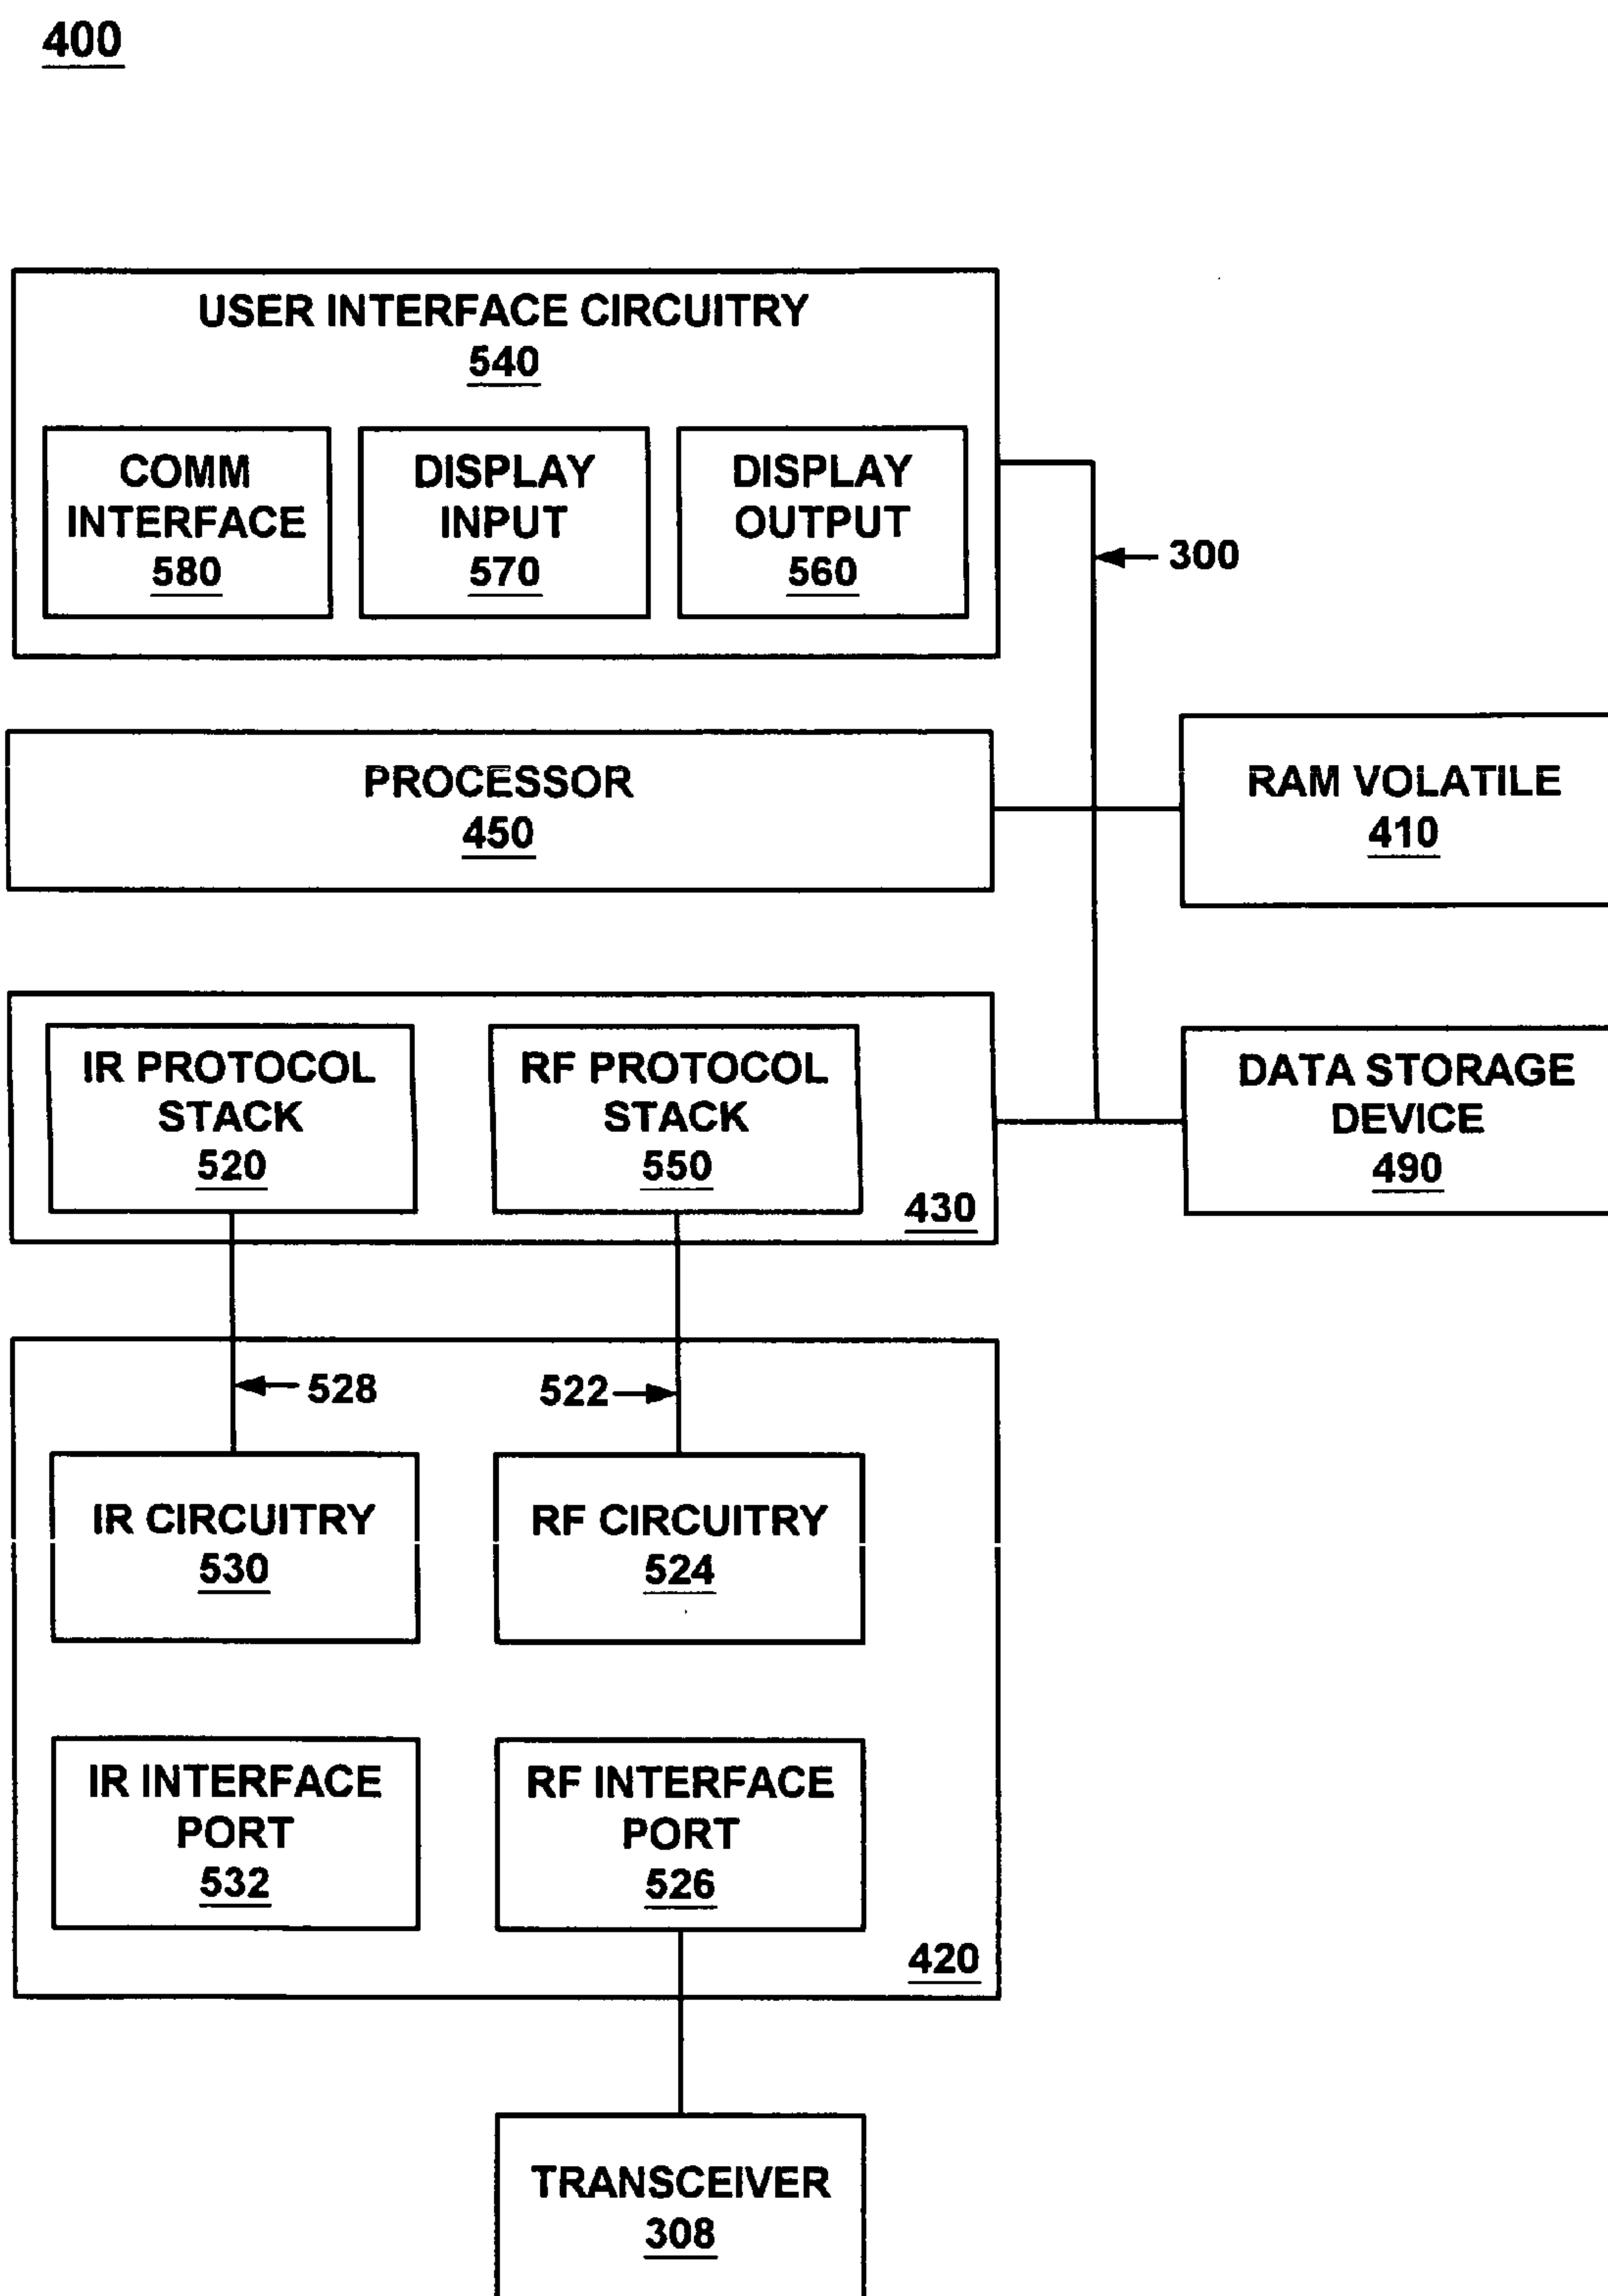 400
USER INTERFACE CIRCUITRY
540
COMM
INTERFACE
580
DISPLAY
INPUT
570
DISPLAY
OUTPUT
560
300
PROCESSOR
450
RAM VOLATILE
410
IR PROTOCOL
STACK
520
RF PROTOCOL
STACK
550
430
DATA STORAGE
DEVICE
490
528
522
IR CIRCUITRY
530
RF CIRCUITRY
524
IR INTERFACE
PORT
532
RF INTERFACE
PORT
526
420
TRANSCEIVER
308